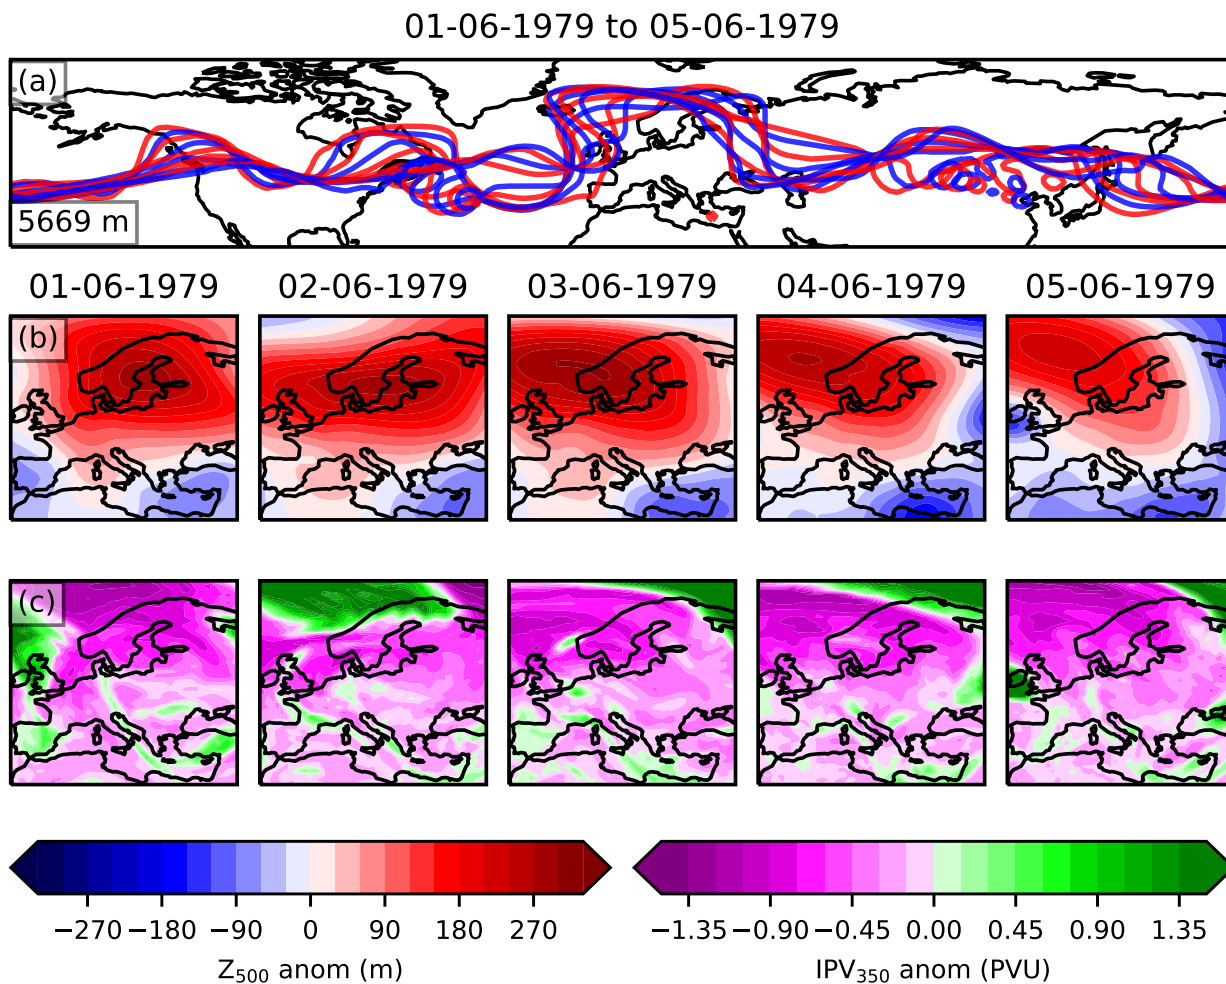 01-06-1979 to 05-06-1979
(a)
5669 m
01-06-1979 02-06-1979 03-06-1979 04-06-1979 05-06-1979
(b)
(c)
−270 −180 −90 0 90 180 270
Z500 anom (m)
−1.35 −0.90 −0.45 0.00 0.45 0.90 1.35
IPV350 anom (PVU)